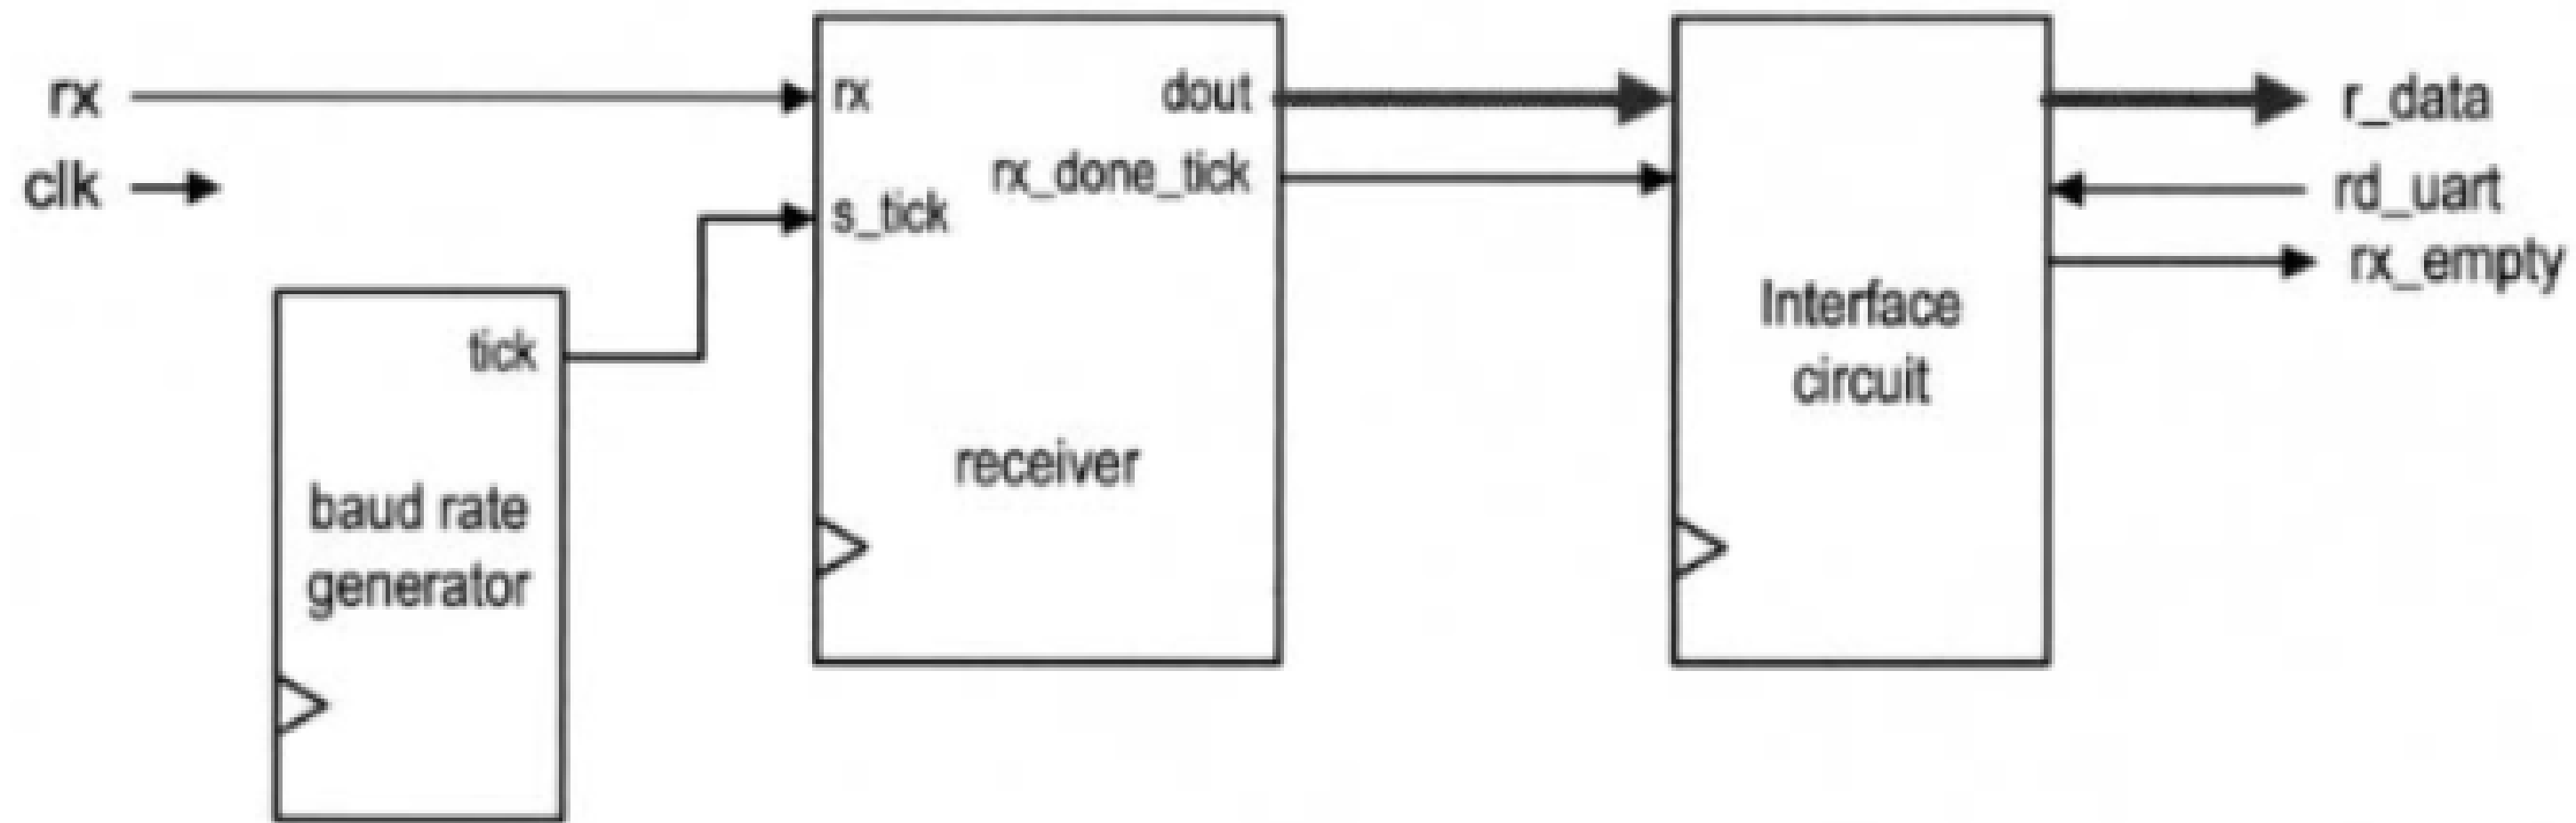 rx
clk
rx
s_tick
dout
rx_done_tick
receiver
tick
baud rate
generator
Interface
circuit
r_data
rd_uart
rx_empty